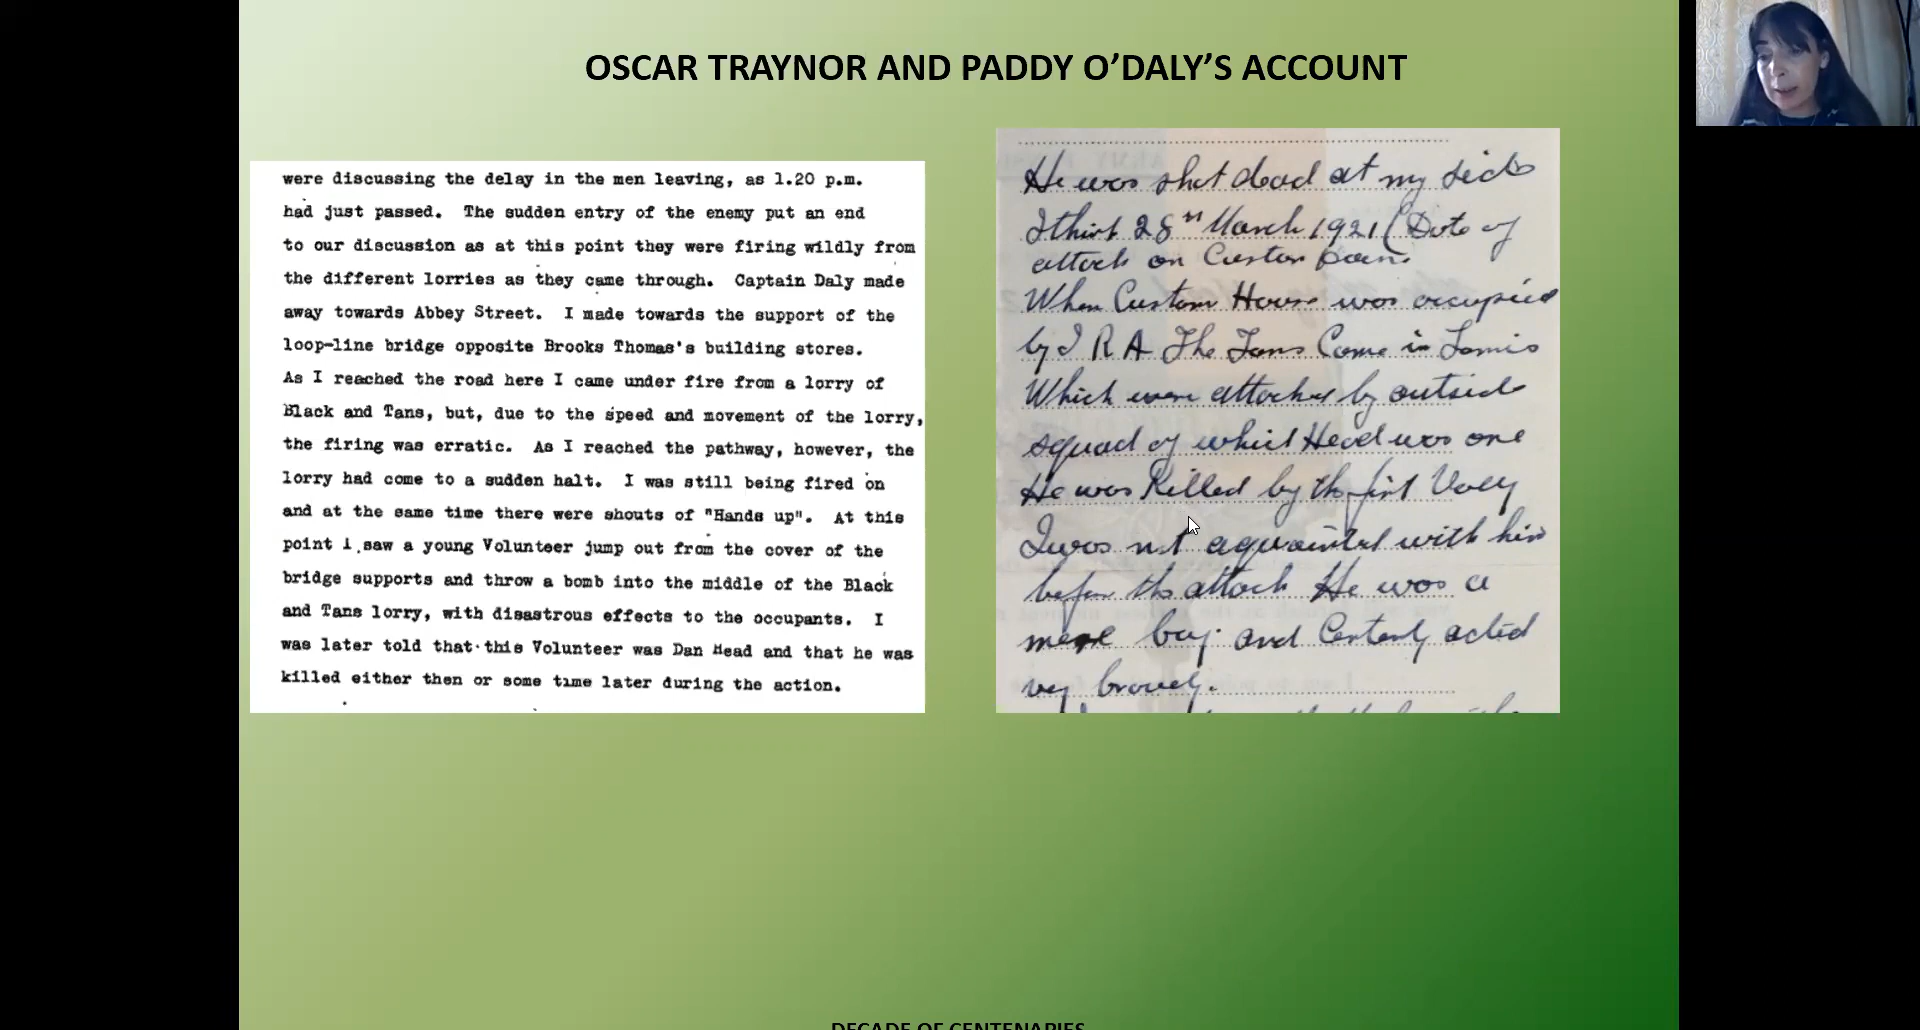 OSCAR TRAYNOR AND PADDY O’DALY’S ACCOUNT
were discussing the delay in the men leaving, as 1.20 p.m.
had just passed. The sudden entry of the enemy put an end
to our discussion as at this point they were firing wildly from
the different lorries as they came through. Captain Daly made
away towards Abbey Street. I made towards the support of the
loop-line bridge opposite Brooks Thomas's building stores.
As I reached the road here I came under fire from a lorry of
Black and Tans, but, due to the speed and movement of the lorry,
the firing was erratic. As I reached the pathway, however, the
lorry had come to a sudden halt. I was still being fired on
and at the same time there were shouts of "Hands up". At this
point I saw a young Volunteer jump out from the cover of the
bridge supports and throw a bomb into the middle of the Black
and Tans lorry, with disastrous effects to the occupants. I
was later told that this Volunteer was Dan Head and that he was
killed either then or some time later during the action.
He was shot dead at my side
I think 28th March 1921 (Date of
attack on Custom
When Custom House was occupied
by I R A The Tans Come in
Which were attacked by outside
squad of which Head was one
He was Killed by the first
I was not aquainted with him
before the attack He was a
mere boy. and Certenly acted
very bravely.
DECADE OF CENTENARIES